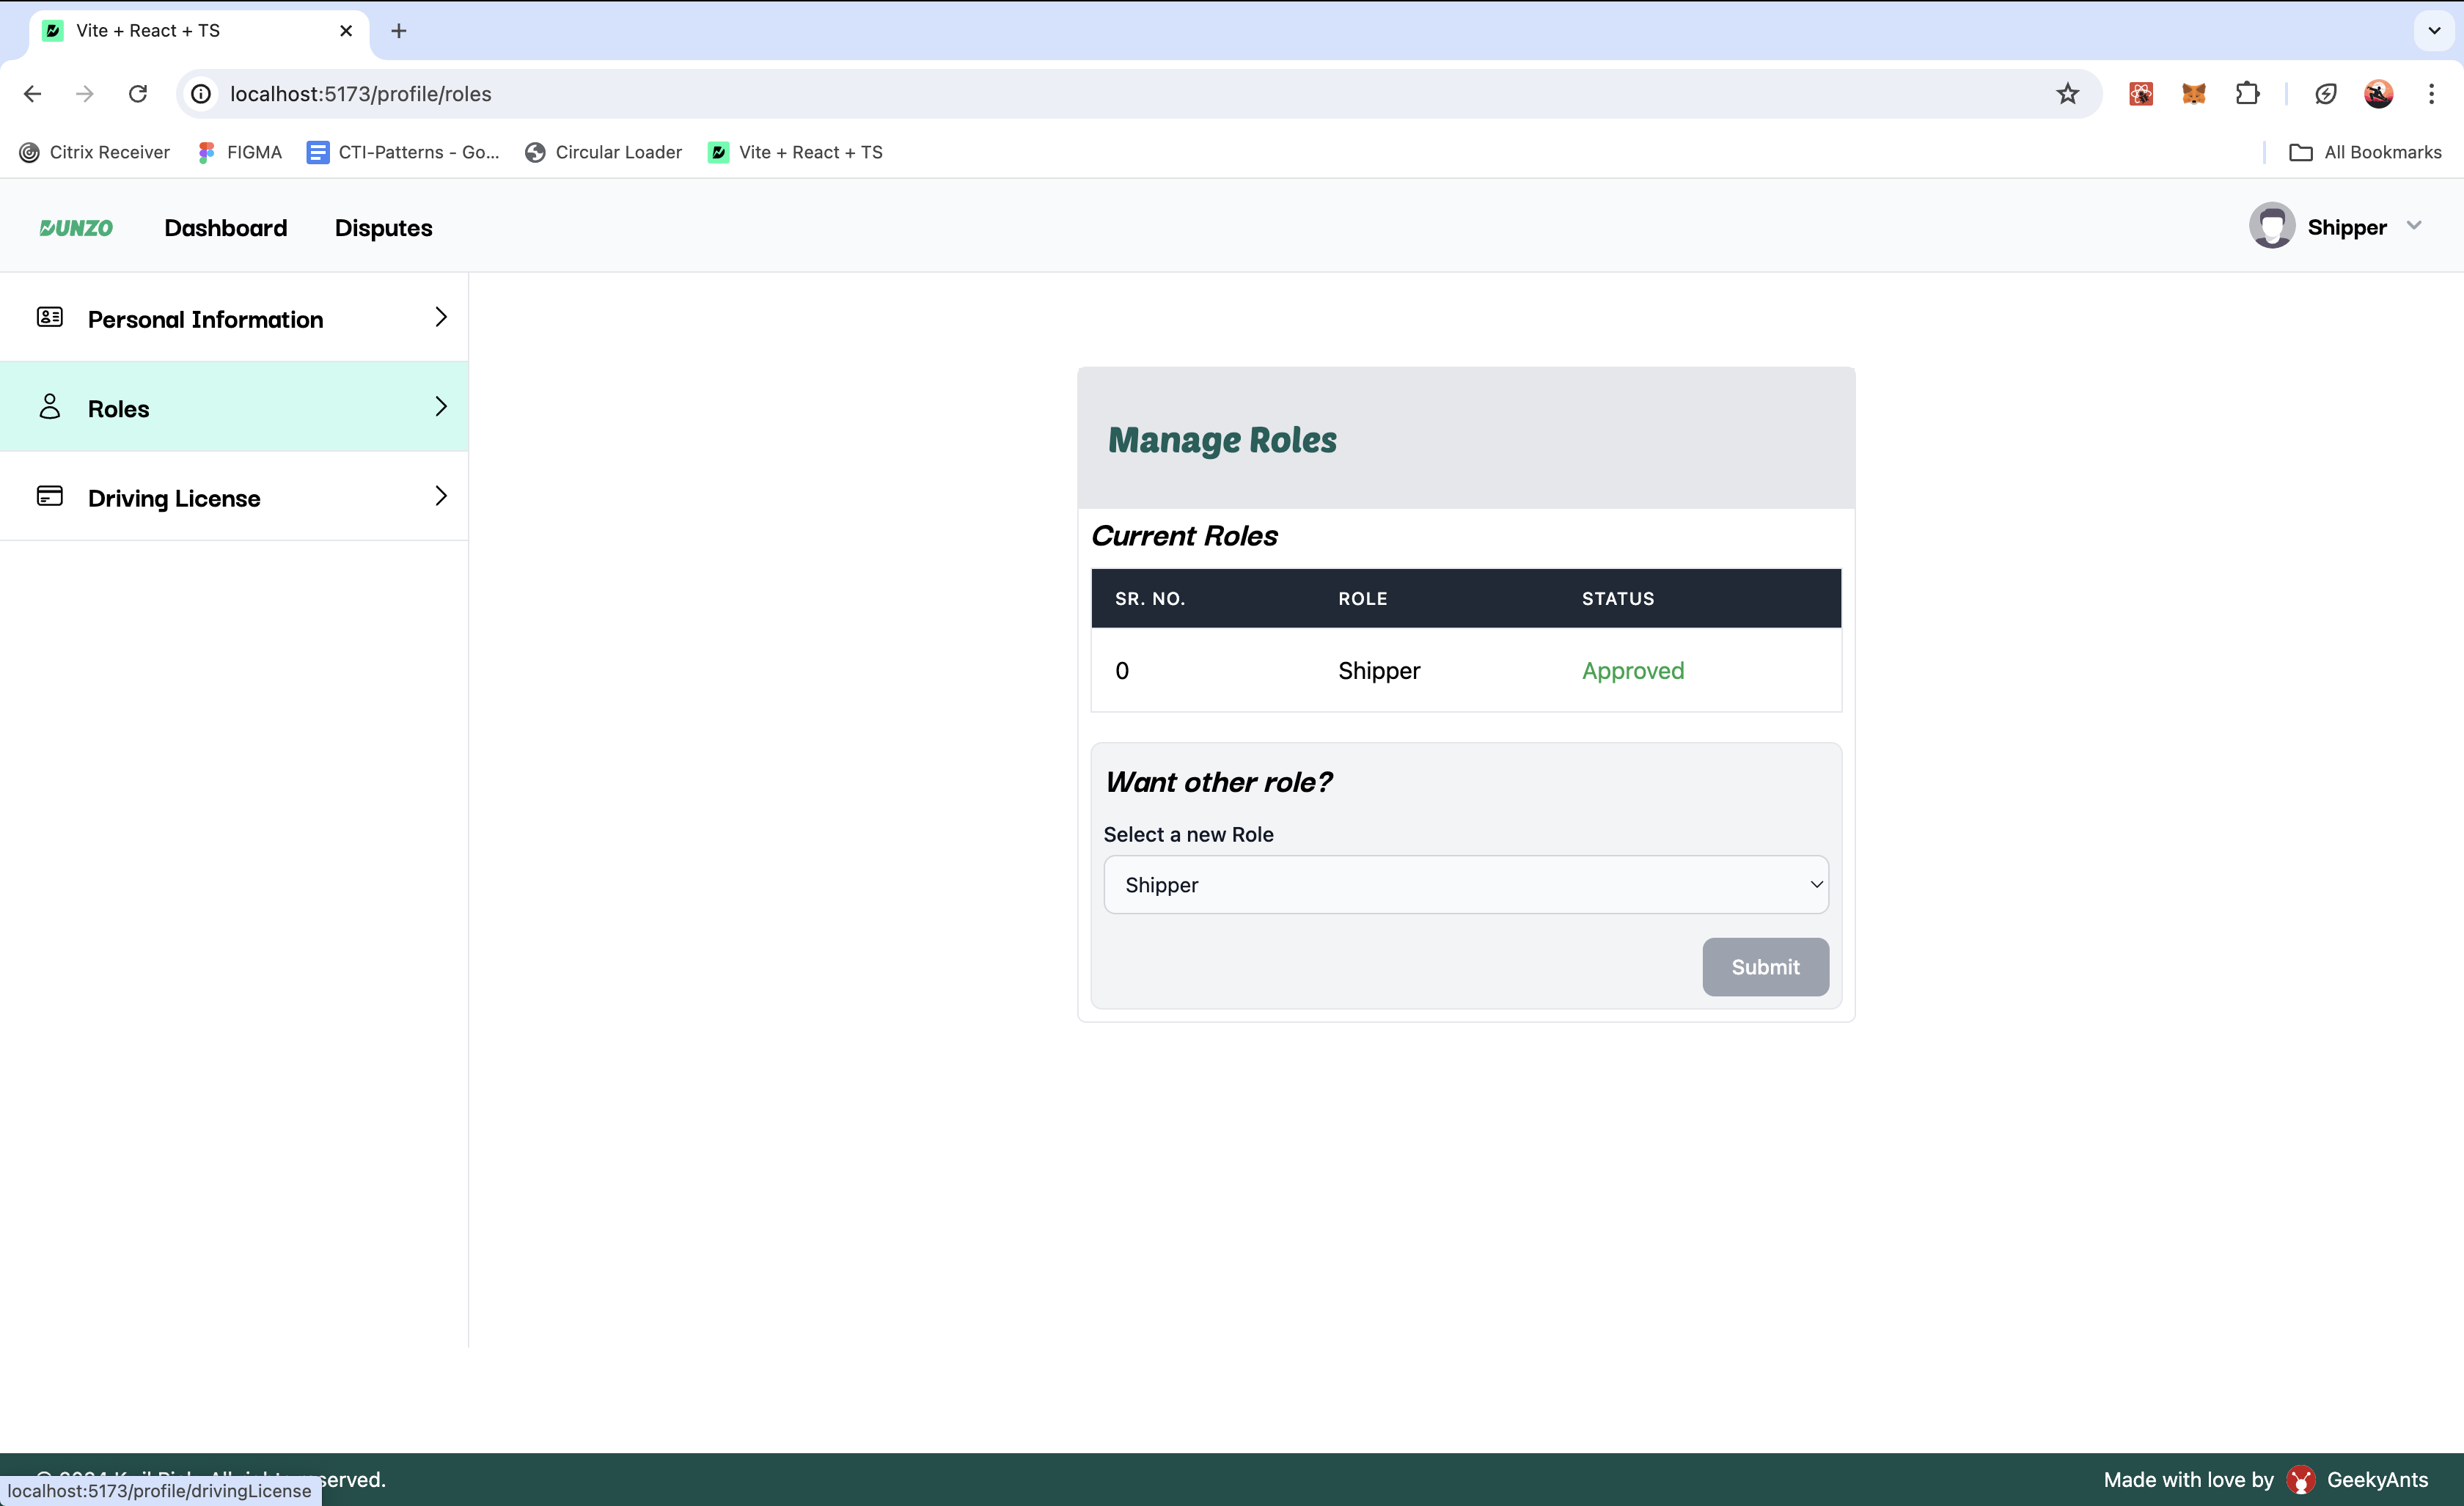 Vite + React + TS
localhost:5173/profile/roles
Citrix Receiver FIGMA CTI-Patterns - Go... Circular Loader Vite + React + TS All Bookmarks
DUNZO Dashboard Disputes Shipper
Personal Information
Roles
Driving License
Manage Roles
Current Roles
SR. NO. ROLE STATUS
0 Shipper Approved
Want other role?
Select a new Role
Shipper
Submit
served.
Made with love by GeekyAnts
localhost:5173/profile/drivingLicense